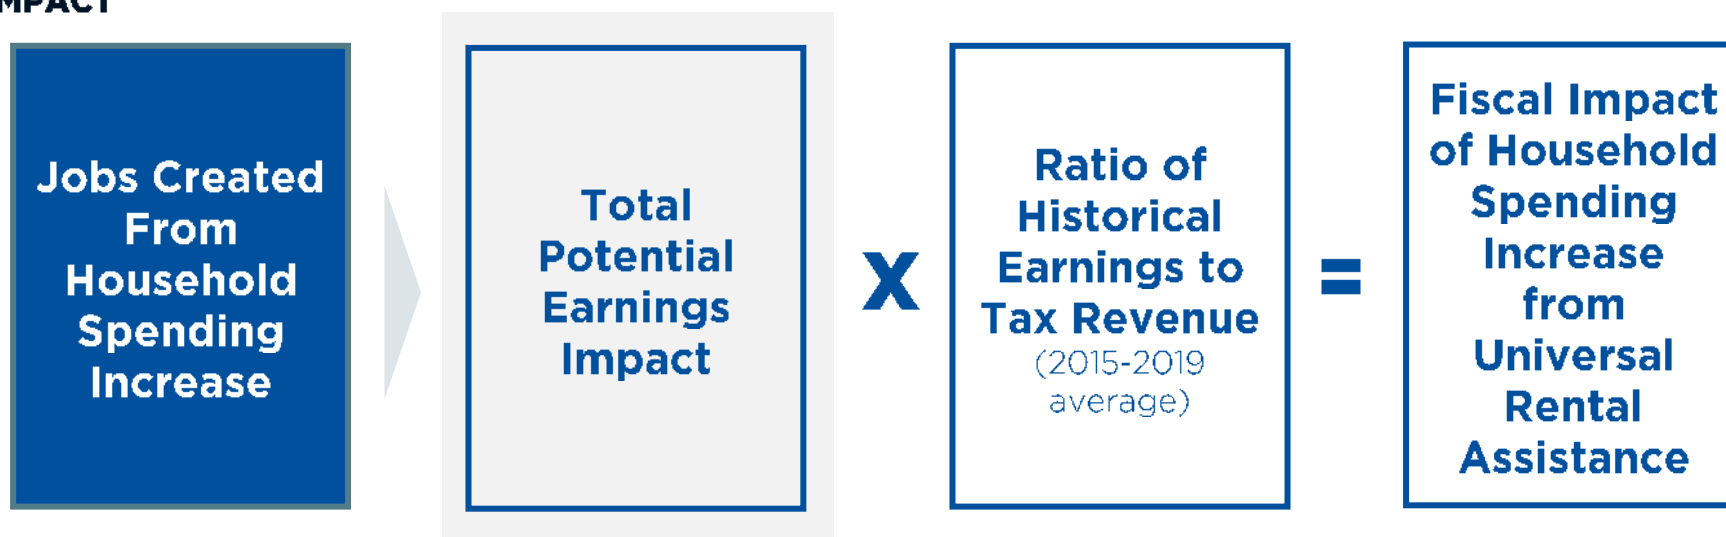 IMPACT
Jobs Created
From
Household
Spending
Increase
Total
Potential
Earnings
Impact
X
Ratio of
Historical
Earnings to
Tax Revenue
(2015-2019
average)
=
Fiscal Impact
of Household
Spending
Increase
from
Universal
Rental
Assistance